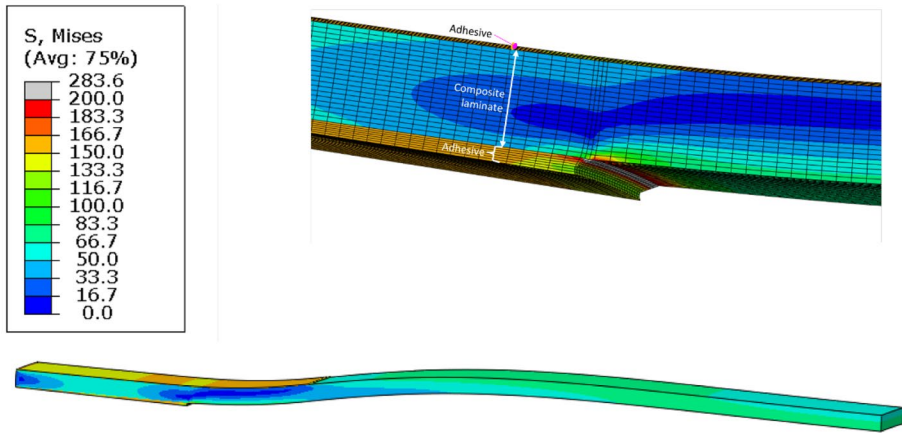 S, Mises
(Avg: 75%)
283.6
200.0
183.3
166.7
150.0
133.3
116.7
100.0
83.3
66.7
50.0
33.3
16.7
0.0
Adhesive
Composite
laminate
Adhesive